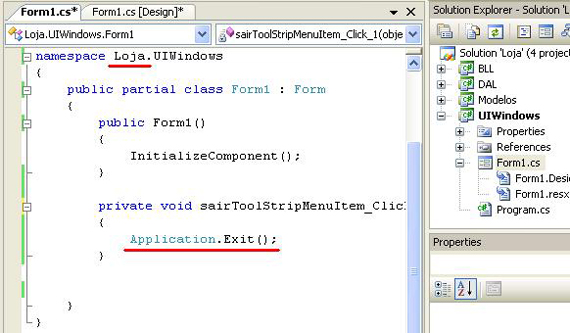 Form1.cs*
Form1.cs [Design]*
Loja.UIWindows.Form1
sairToolStripMenuItem_Click_1(obje
namespace Loja.UIWindows
{
public partial class Form1 : Form
{
public Form1()
{
InitializeComponent();
}
private void sairToolStripMenuItem_Click
{
Application.Exit();
}
}
}
Solution Explorer - Solution
Solution 'Loja' (4 project
BLL
DAL
Modelos
UIWindows
Properties
References
Form1.cs
Form1.Desi
Form1.resx
Program.cs
Properties